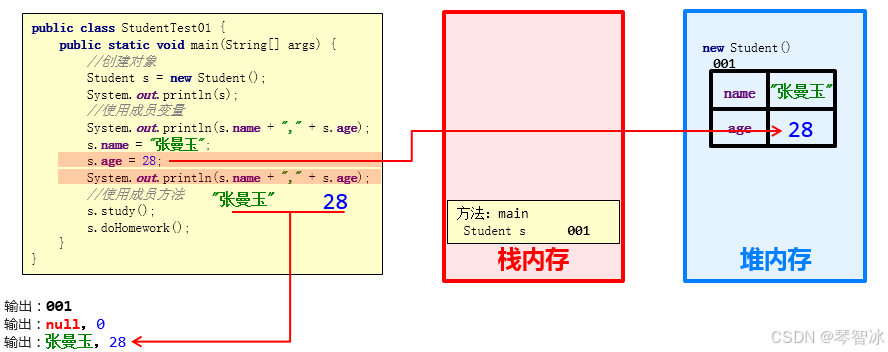 public class StudentTest01 {
public static void main(String[] args) {
//创建对象
Student s = new Student();
System.out.println(s);
//使用成员变量
System.out.println(s.name + "," + s.age);
s.name = "张曼玉";
s.age = 28;
System.out.println(s.name + "," + s.age);
//使用成员方法
"张曼玉" 28
s.study();
s.doHomework();
}
}
输出：001
输出：null，0
输出：张曼玉，28
方法：main
Student s 001
栈内存
new Student()
001
name "张曼玉"
age 28
堆内存
CSDN @琴智冰